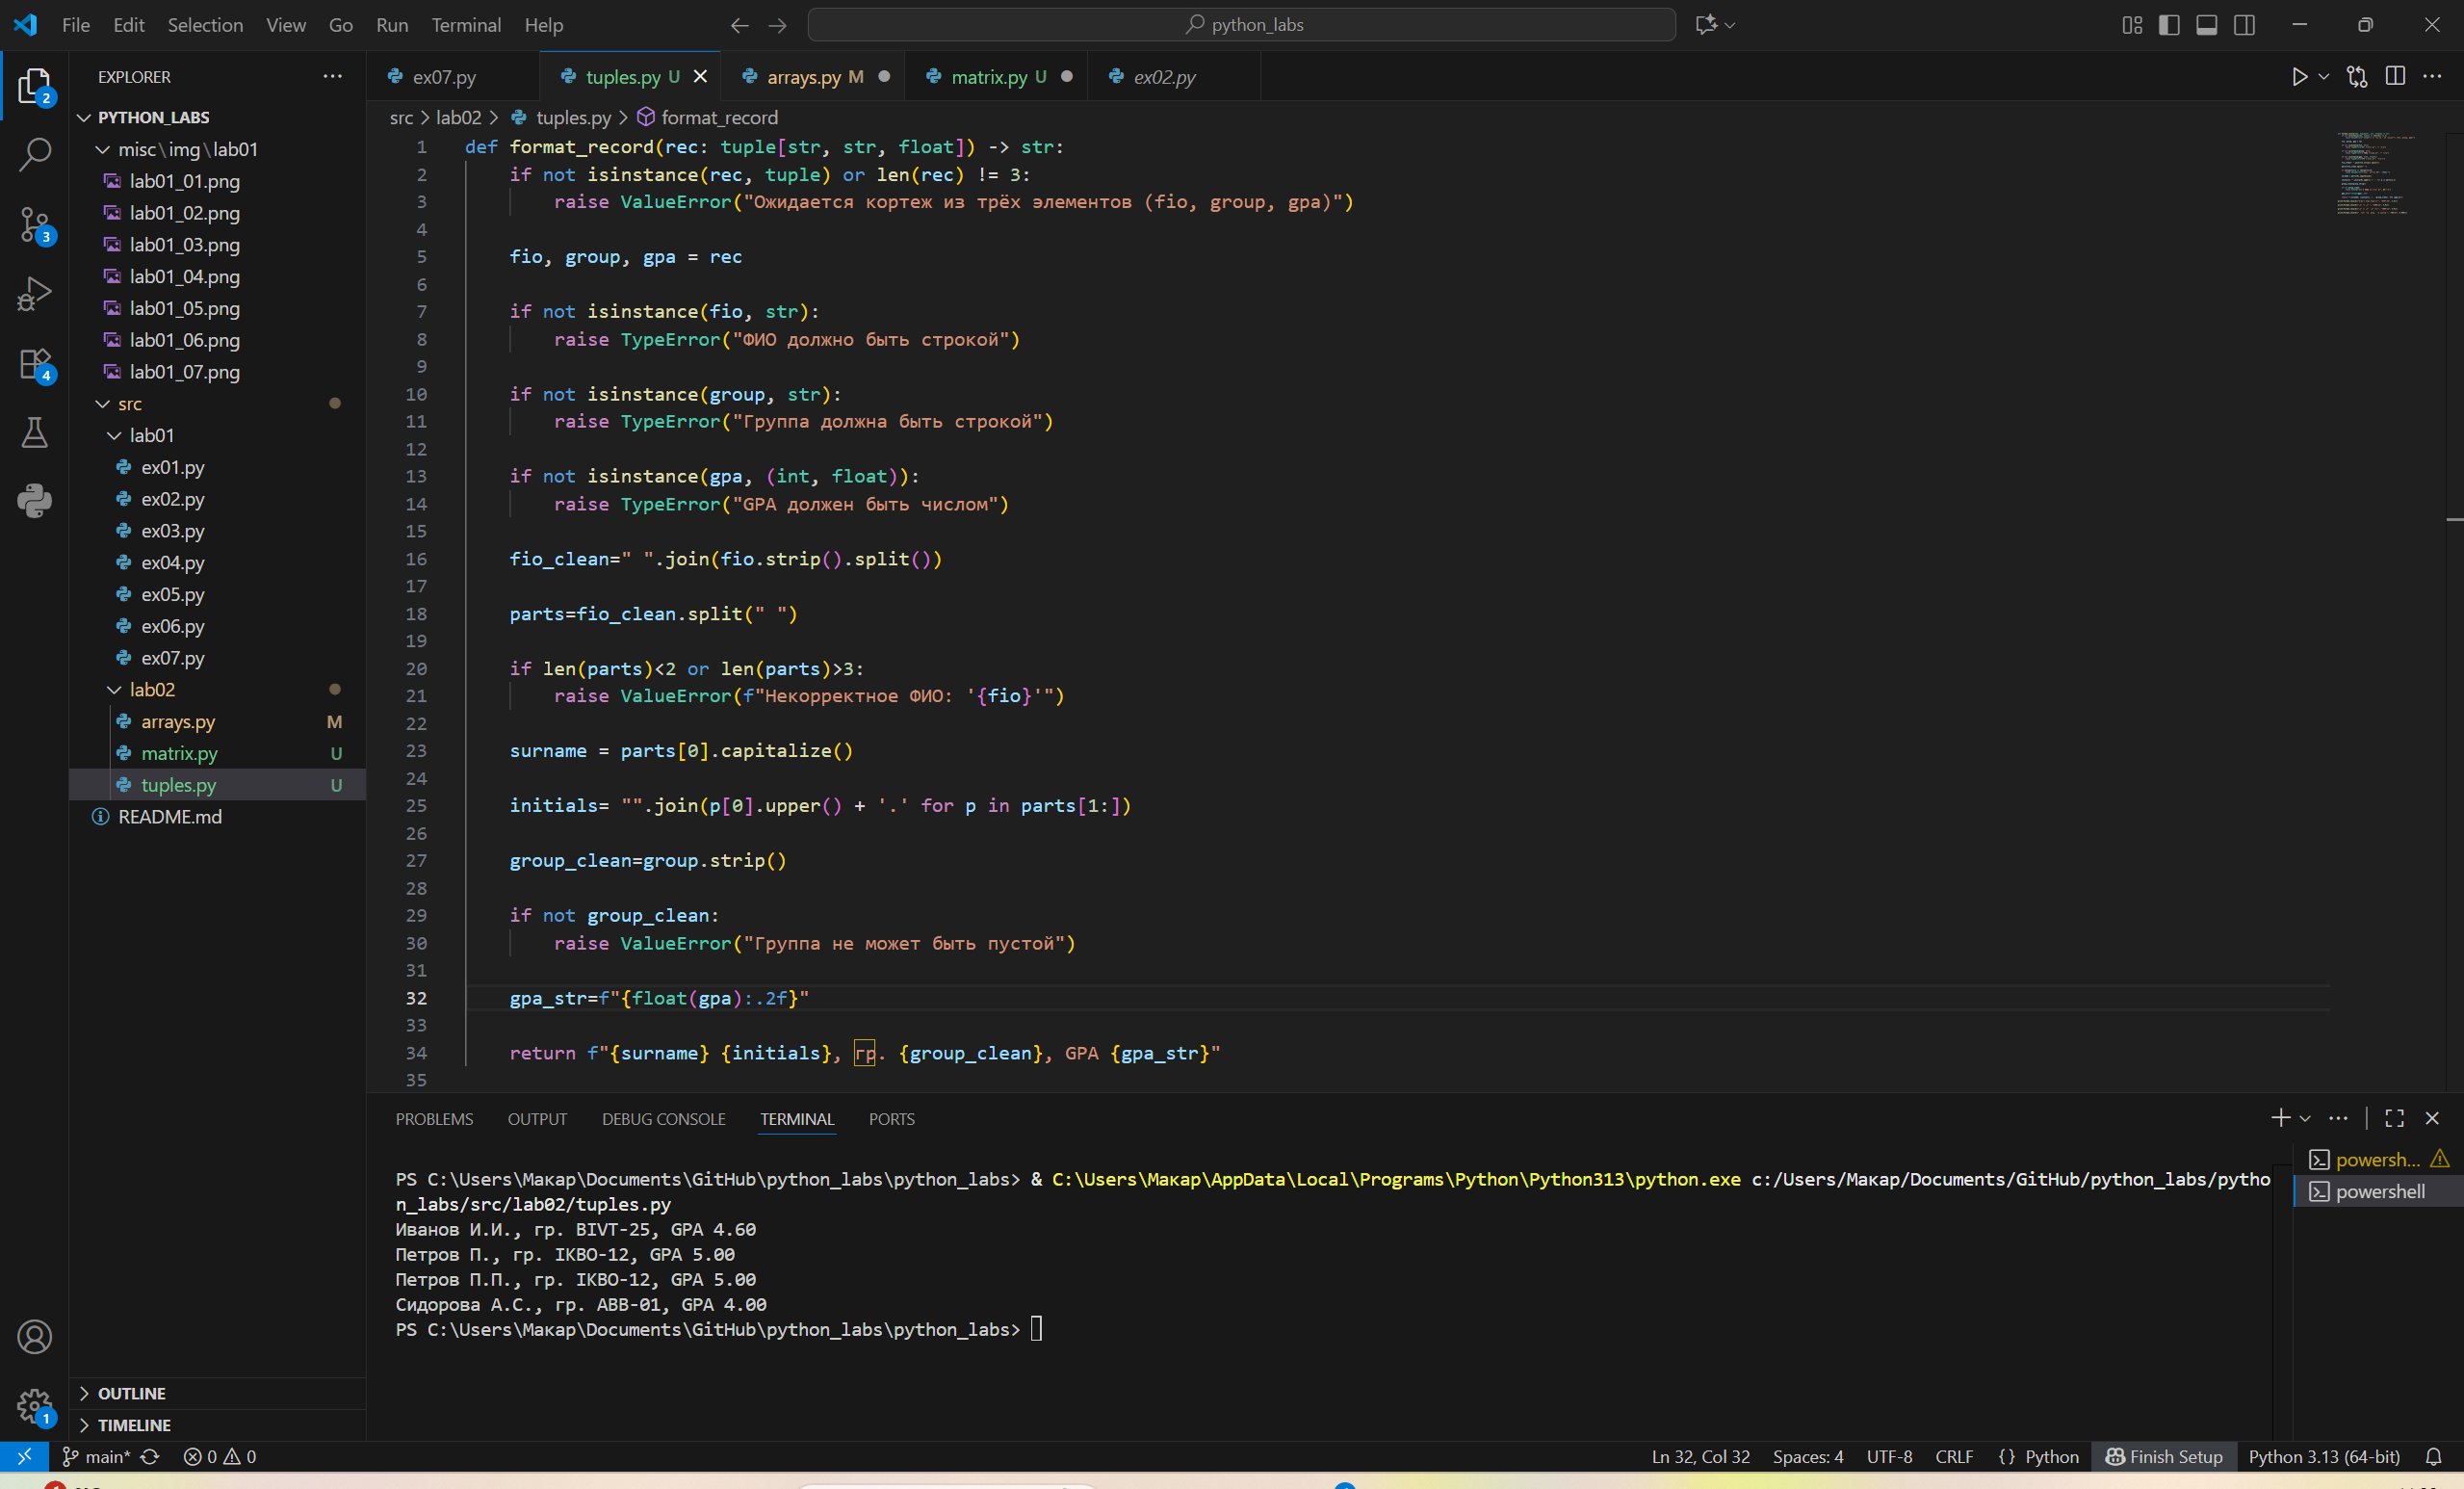 File Edit Selection View Go Run Terminal Help
python_labs
EXPLORER
PYTHON_LABS
misc\img\lab01
lab01_01.png
lab01_02.png
lab01_03.png
lab01_04.png
lab01_05.png
lab01_06.png
lab01_07.png
src
lab01
ex01.py
ex02.py
ex03.py
ex04.py
ex05.py
ex06.py
ex07.py
lab02
arrays.py M
matrix.py U
tuples.py U
README.md
OUTLINE
TIMELINE
2
3
4
1
ex07.py tuples.py U arrays.py M matrix.py U ex02.py
src > lab02 > tuples.py > format_record
1 def format_record(rec: tuple[str, str, float]) -> str:
2 if not isinstance(rec, tuple) or len(rec) != 3:
3 raise ValueError("Ожидается кортеж из трёх элементов (fio, group, gpa)")
4
5 fio, group, gpa = rec
6
7 if not isinstance(fio, str):
8 raise TypeError("ФИО должно быть строкой")
9
10 if not isinstance(group, str):
11 raise TypeError("Группа должна быть строкой")
12
13 if not isinstance(gpa, (int, float)):
14 raise TypeError("GPA должен быть числом")
15
16 fio_clean=" ".join(fio.strip().split())
17
18 parts=fio_clean.split(" ")
19
20 if len(parts)<2 or len(parts)>3:
21 raise ValueError(f"Некорректное ФИО: '{fio}'")
22
23 surname = parts[0].capitalize()
24
25 initials= "".join(p[0].upper() + '.' for p in parts[1:])
26
27 group_clean=group.strip()
28
29 if not group_clean:
30 raise ValueError("Группа не может быть пустой")
31
32 gpa_str=f"{float(gpa):.2f}"
33
34 return f"{surname} {initials}, гр. {group_clean}, GPA {gpa_str}"
35
PROBLEMS OUTPUT DEBUG CONSOLE TERMINAL PORTS
PS C:\Users\Макар\Documents\GitHub\python_labs\python_labs> & C:\Users\Макар\AppData\Local\Programs\Python\Python313\python.exe c:/Users/Макар/Documents/GitHub/python_labs/pytho
n_labs/src/lab02/tuples.py
Иванов И.И., гр. BIVT-25, GPA 4.60
Петров П., гр. IKBO-12, GPA 5.00
Петров П.П., гр. IKBO-12, GPA 5.00
Сидорова А.С., гр. ABB-01, GPA 4.00
PS C:\Users\Макар\Documents\GitHub\python_labs\python_labs>
powersh...
powershell
main* 0 0 Ln 32, Col 32 Spaces: 4 UTF-8 CRLF {} Python Finish Setup Python 3.13 (64-bit)